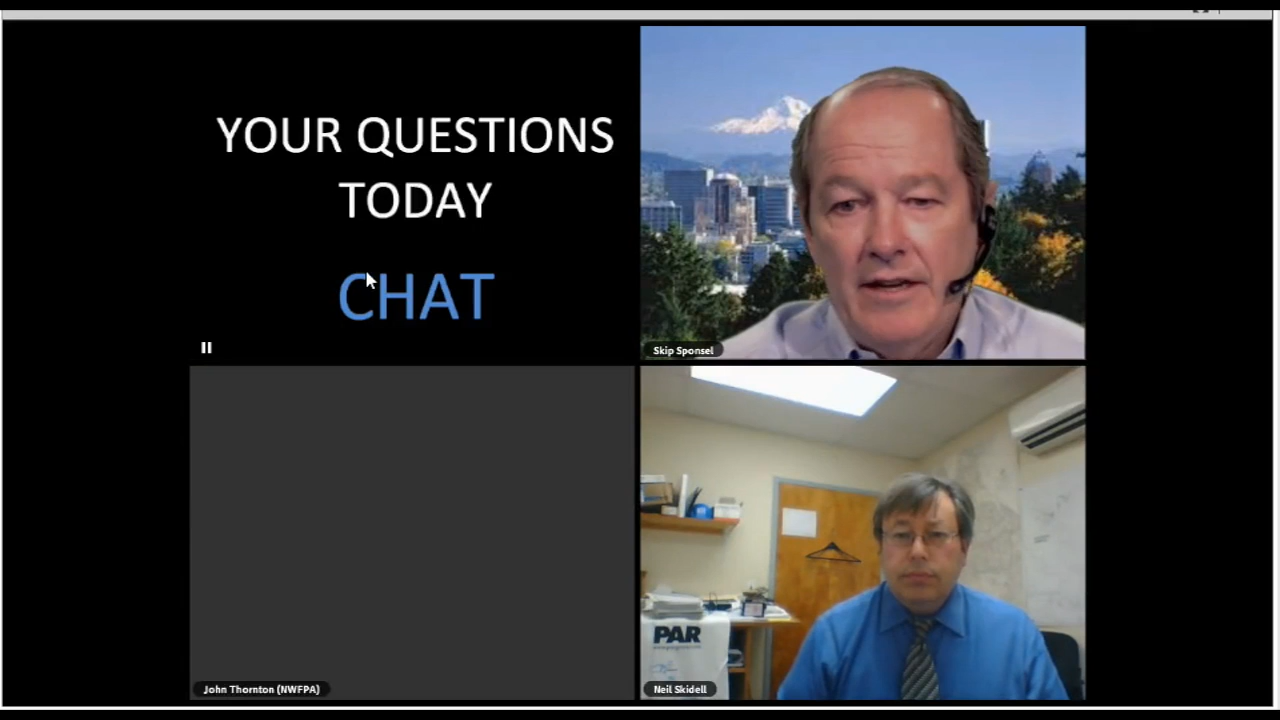 YOUR QUESTIONS
TODAY
CHAT
Skip Sponsel
PAR
John Thornton (NWFPA)
Neil Skidell